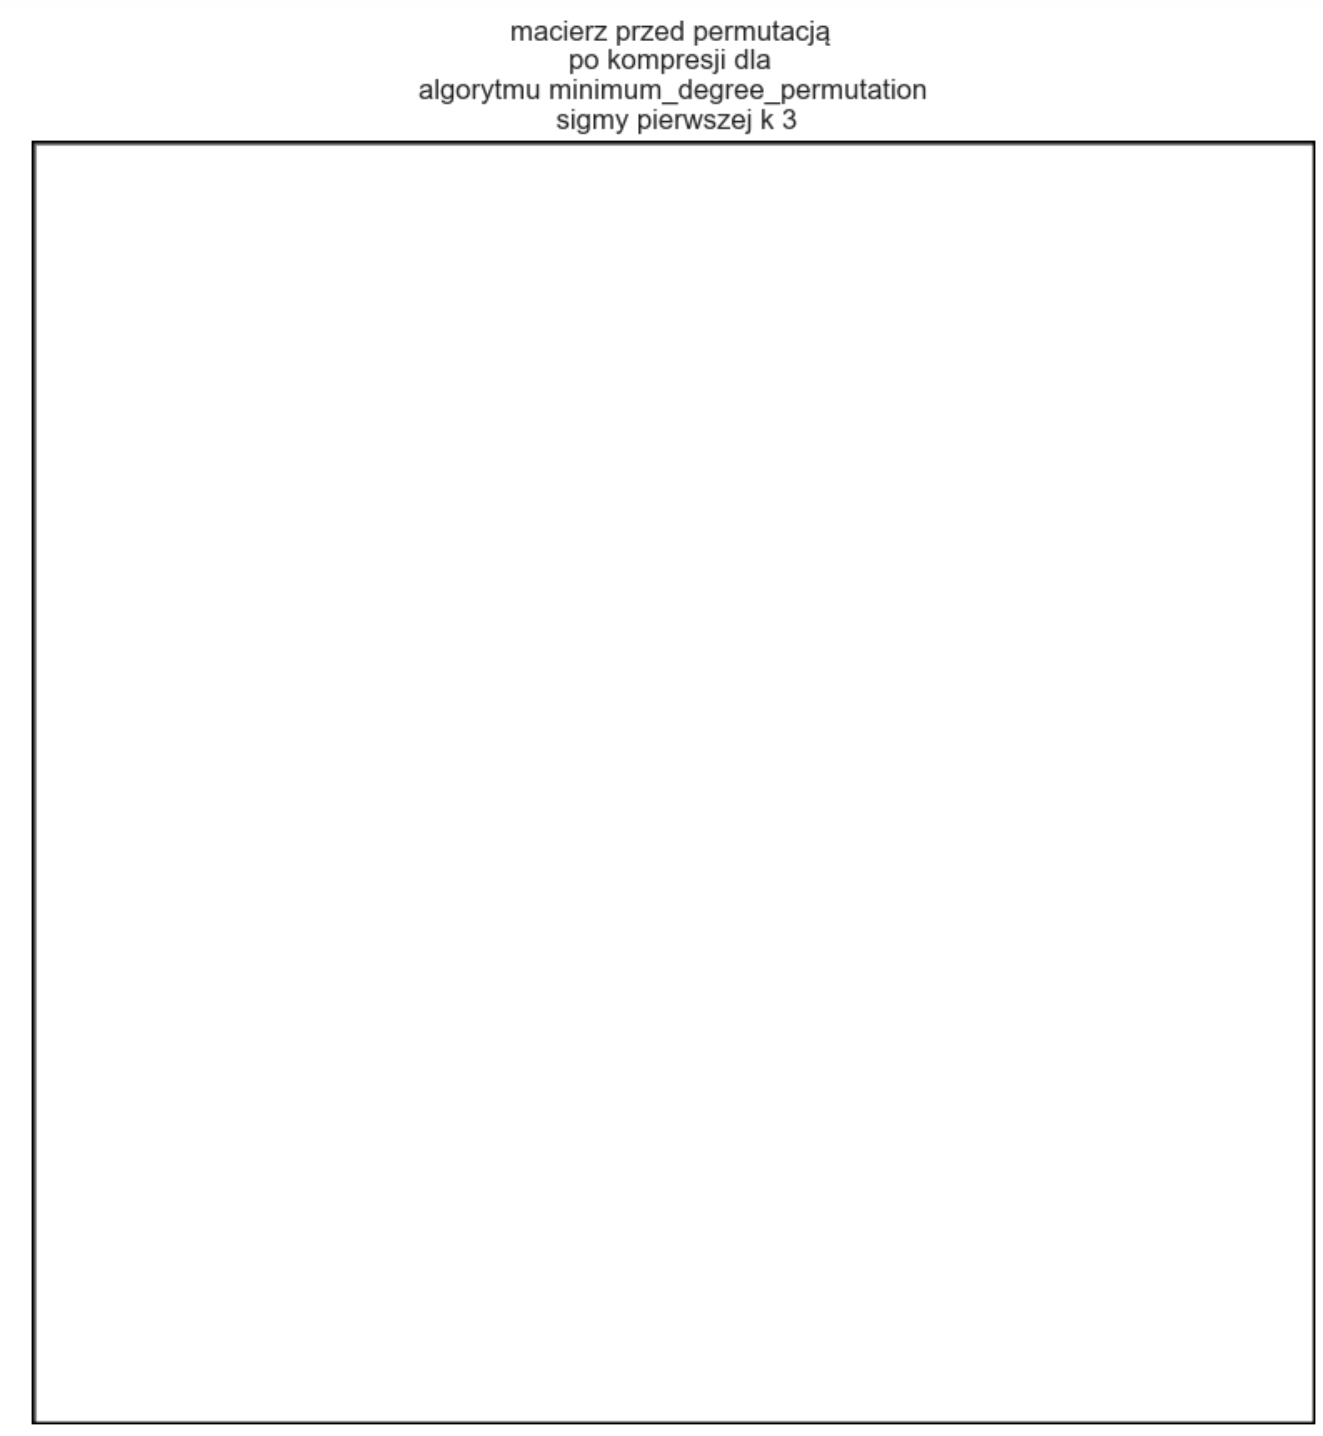 macierz przed permutacją
po kompresji dla
algorytmu minimum_degree_permutation
sigmy pierwszej k 3